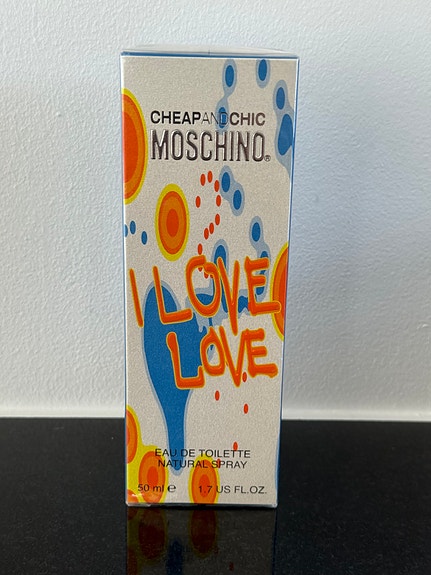 CHEAPANDCHIC
MOSCHINO®
I LOVE
LOVE
EAU DE TOILETTE
NATURAL SPRAY
50 ml ℮ 1.7 US FL.OZ.